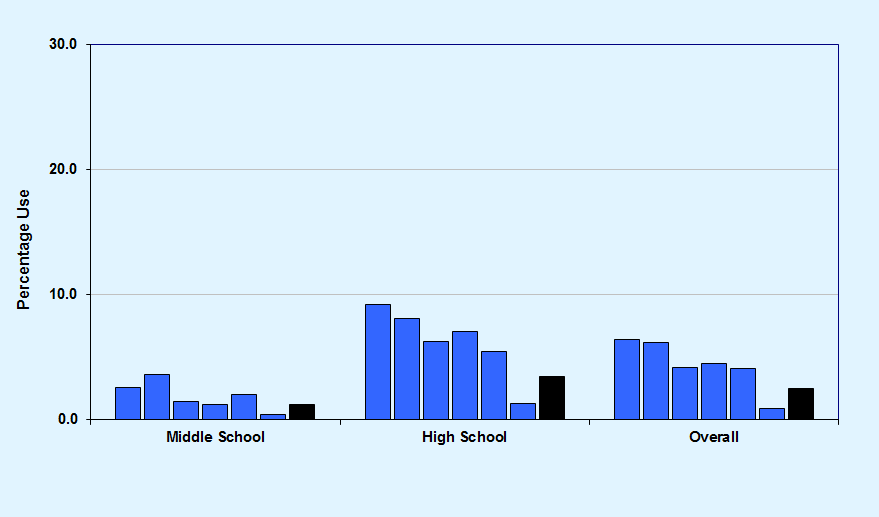 30.0
20.0
10.0
0.0
Percentage Use
Middle School
High School
Overall